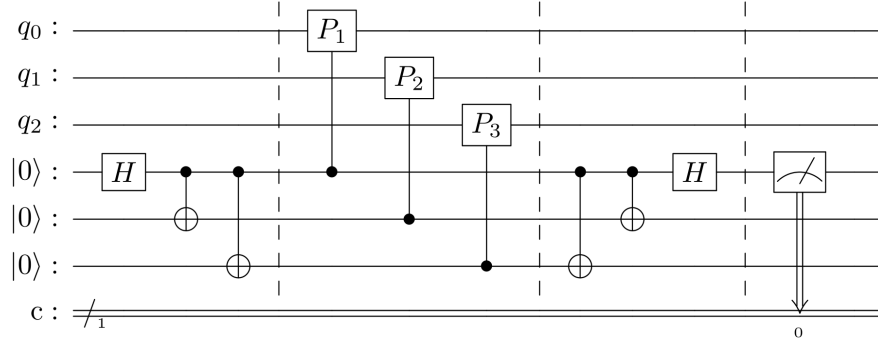 q₀ : P₁
q₁ : P₂
q₂ : P₃
|0⟩ : H H
|0⟩ :
|0⟩ :
c : 1
0